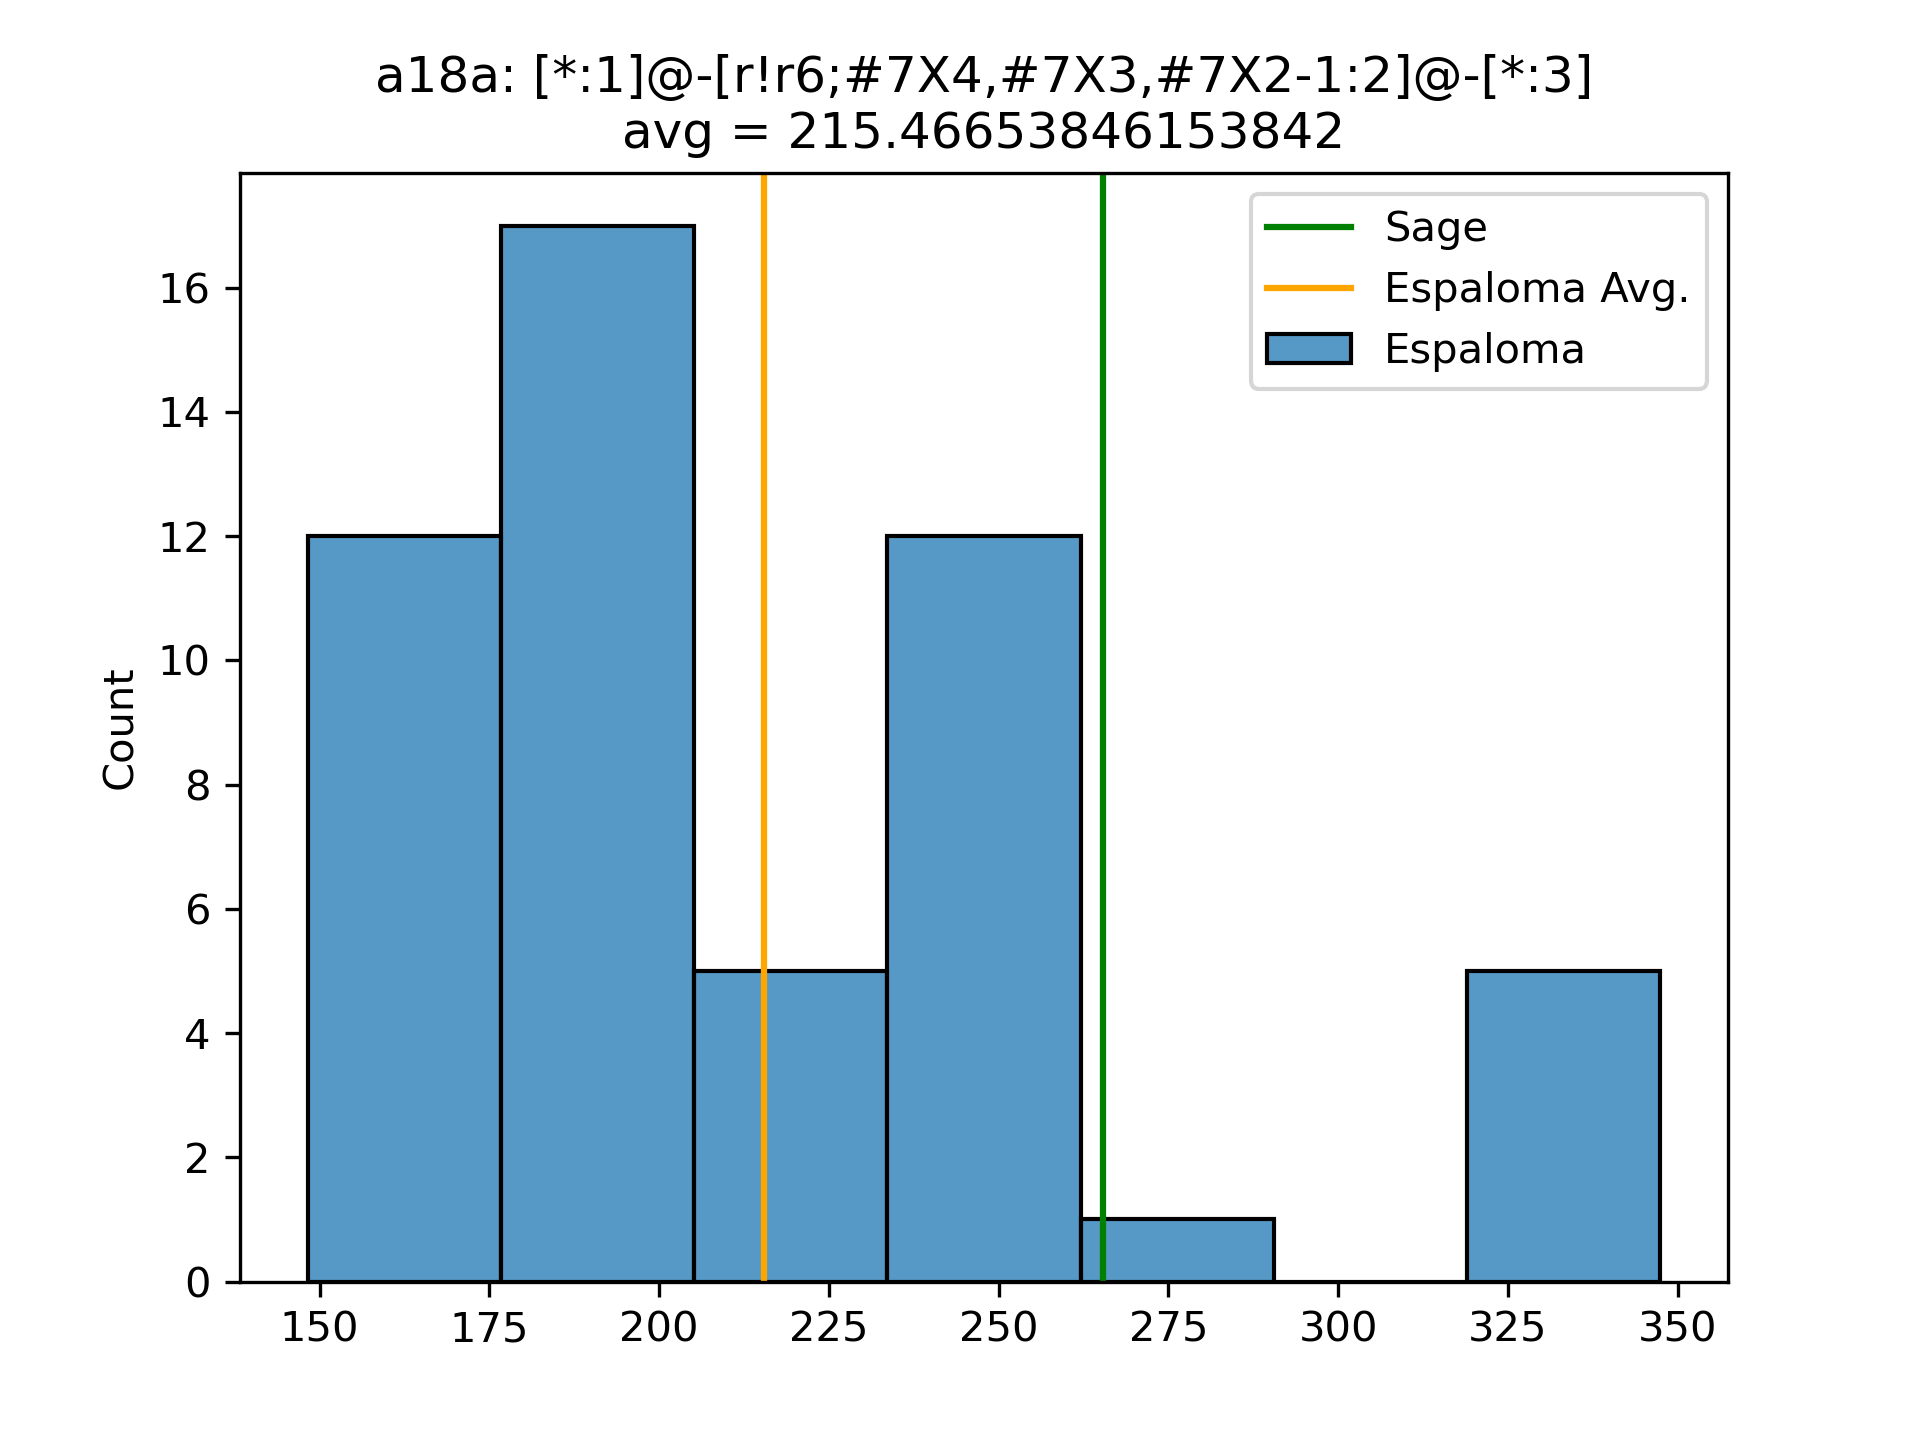 a18a: [*:1]@-[r!r6;#7X4,#7X3,#7X2-1:2]@-[*:3]
avg = 215.46653846153842
Sage
Espaloma Avg.
Espaloma
16
14
12
10
8
6
4
2
0
Count
150 175 200 225 250 275 300 325 350